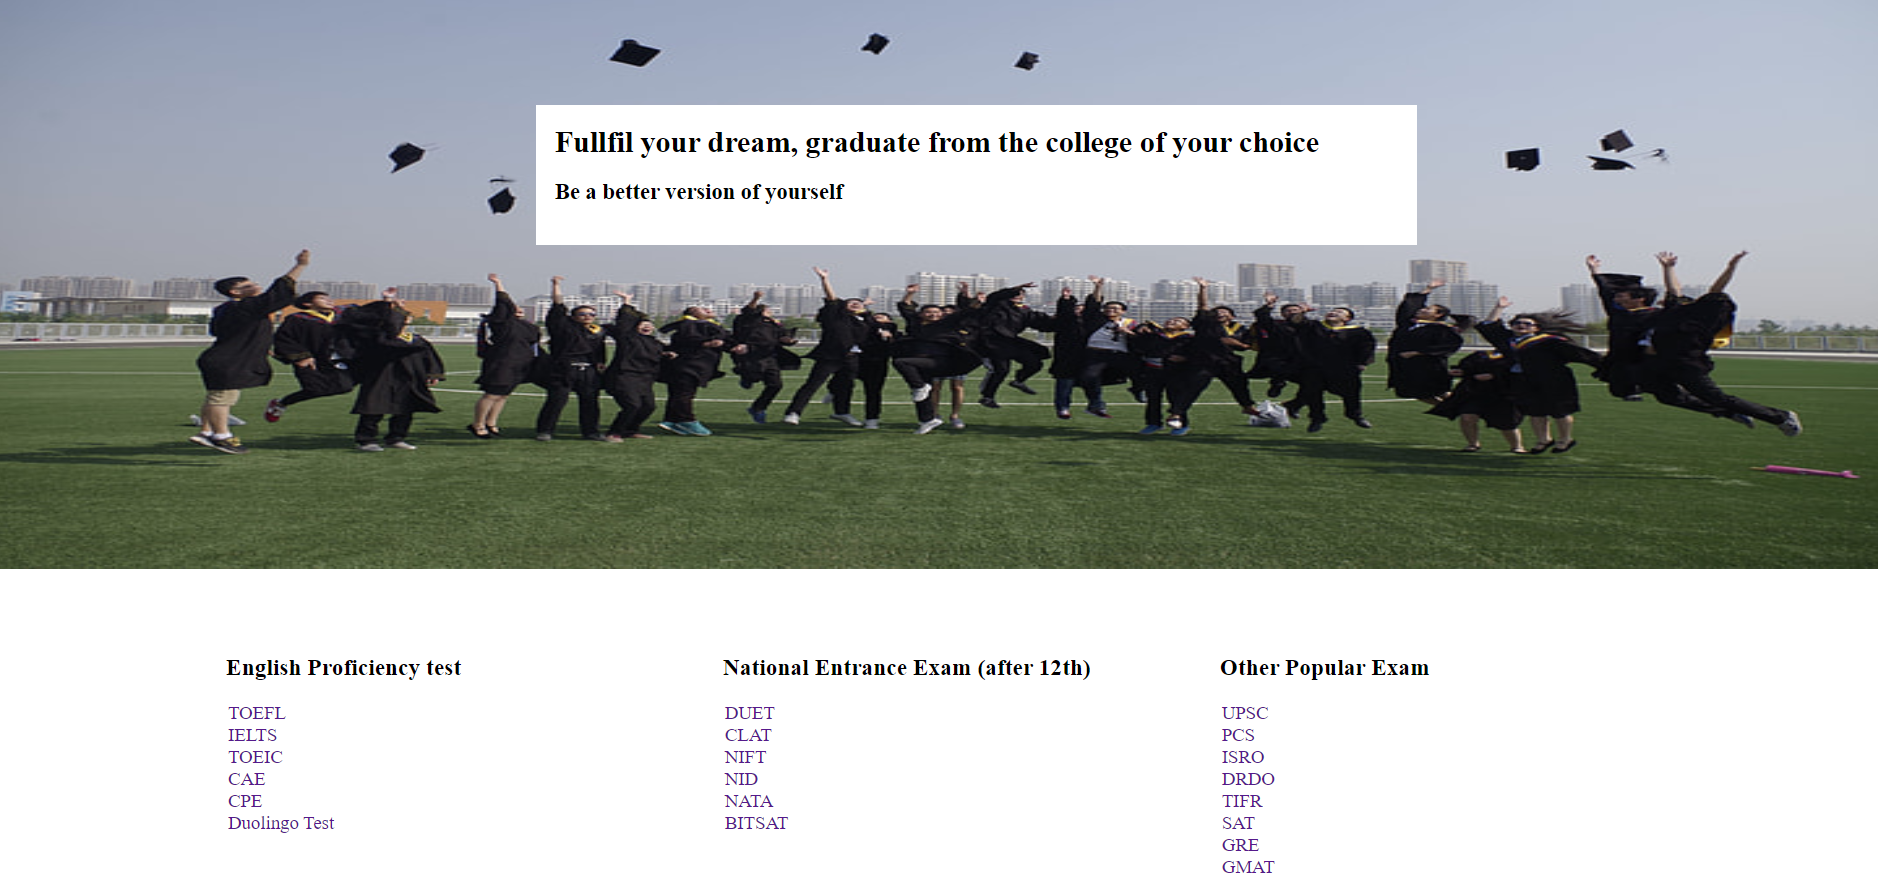 Fullfil your dream, graduate from the college of your choice
Be a better version of yourself
English Proficiency test
TOEFL
IELTS
TOEIC
CAE
CPE
Duolingo Test
National Entrance Exam (after 12th)
DUET
CLAT
NIFT
NID
NATA
BITSAT
Other Popular Exam
UPSC
PCS
ISRO
DRDO
TIFR
SAT
GRE
GMAT